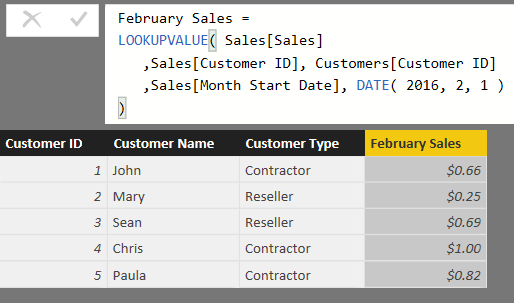 February Sales =
LOOKUPVALUE( Sales[Sales]
,Sales[Customer ID], Customers[Customer ID]
,Sales[Month Start Date], DATE( 2016, 2, 1 )
)
Customer ID Customer Name Customer Type February Sales
1 John Contractor $0.66
2 Mary Reseller $0.25
3 Sean Reseller $0.69
4 Chris Contractor $1.00
5 Paula Contractor $0.82